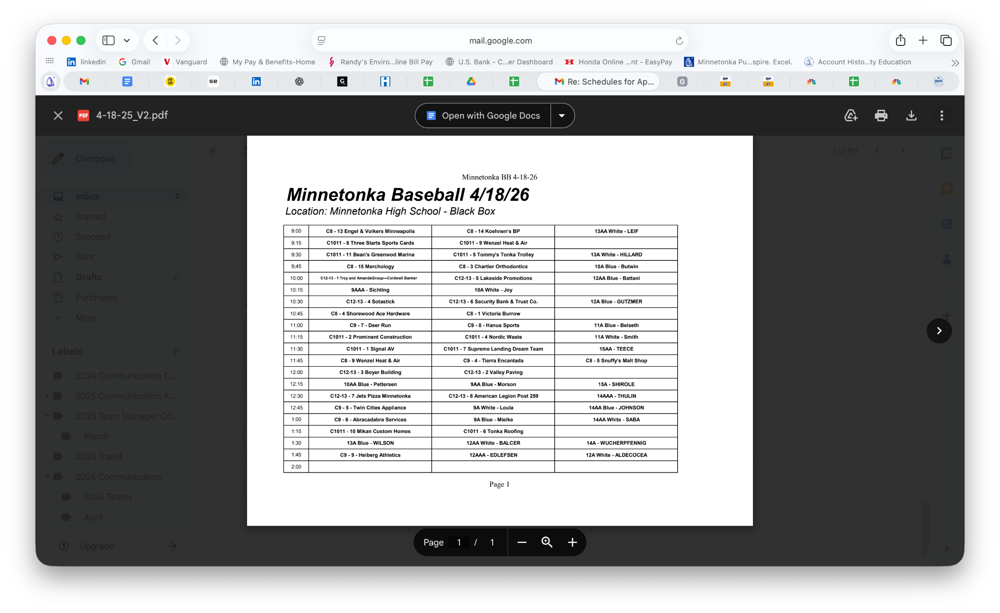 mail.google.com
linkedin Gmail Vanguard My Pay & Benefits-Home Randy's Enviro...line Bill Pay U.S. Bank - C...er Dashboard Honda Online ...nt - EasyPay Minnetonka Pu...spire. Excel. Account Histo...ty Education
se Re: Schedules for Ap...
PDF 4-18-25_V2.pdf Open with Google Docs
Compose 2 of 911
Inbox 3
Starred
Snoozed
Sent
Drafts 31
Purchases
More
Labels
2024 Communication T...
2025 Communication A...
2025 Team Manager Co...
March
2025 Travel
2026 Communication
2026 Teams
April
Upgrade
Minnetonka BB 4-18-26
Minnetonka Baseball 4/18/26
Location: Minnetonka High School - Black Box
9:00 C8 - 13 Engel & Volkers Minneapolis C8 - 14 Koehnen's BP 13AA White - LEIF
9:15 C1011 - 8 Three Starts Sports Cards C1011 - 9 Wenzel Heat & Air
9:30 C1011 - 11 Bean's Greenwod Marina C1011 - 5 Tommy's Tonka Trolley 13A White - HILLARD
9;45 C8 - 15 Merchology C8 - 3 Chartier Orthodontics 10A Blue - Butwin
10:00 C12-13 - 1 Troy and AmandaGroup—Coldwell Banker C12-13 - 5 Lakeside Promotions 12AA Blue - Battani
10:15 9AAA - Sichting 10A White - Joy
10:30 C12-13 - 4 Sotastick C12-13 - 6 Security Bank & Trust Co. 12A Blue - GUTZMER
10:45 C8 - 4 Shorewood Ace Hardware C8 - 1 Victoria Burrow
11:00 C9 - 7 - Deer Run C9 - 8 - Hanus Sports 11A Blue - Belseth
11:15 C1011 - 2 Prominent Construction C1011 - 4 Nordic Waste 11A White - Smith
11:30 C1011 - 1 Signal AV C1011 - 7 Supreme Lending Dream Team 15AA - TEECE
11:45 C8 - 9 Wenzel Heat & Air C9 - 4 - Tierra Encantada C8 - 5 Snuffy's Malt Shop
12:00 C12-13 - 3 Boyer Building C12-13 - 2 Valley Paving
12:15 10AA Blue - Pettersen 9AA Blue - Morson 15A - SHIROLE
12:30 C12-13 - 7 Jets Pizza Minnetonka C12-13 - 8 American Legion Post 259 14AAA - THULIN
12:45 C9 - 5 - Twin Cities Appliance 9A White - Loula 14AA Blue - JOHNSON
1:00 C9 - 6 - Abracadabra Services 9A Blue - Mielke 14AA White - SABA
1:15 C1011 - 10 Mikan Custom Homes C1011 - 6 Tonka Roofing
1:30 13A Blue - WILSON 12AA White - BALCER 14A - WUCHERPFENNIG
1:45 C9 - 9 - Heiberg Athletics 12AAA - EDLEFSEN 12A White - ALDECOCEA
2:00
Page 1
Page 1 / 1